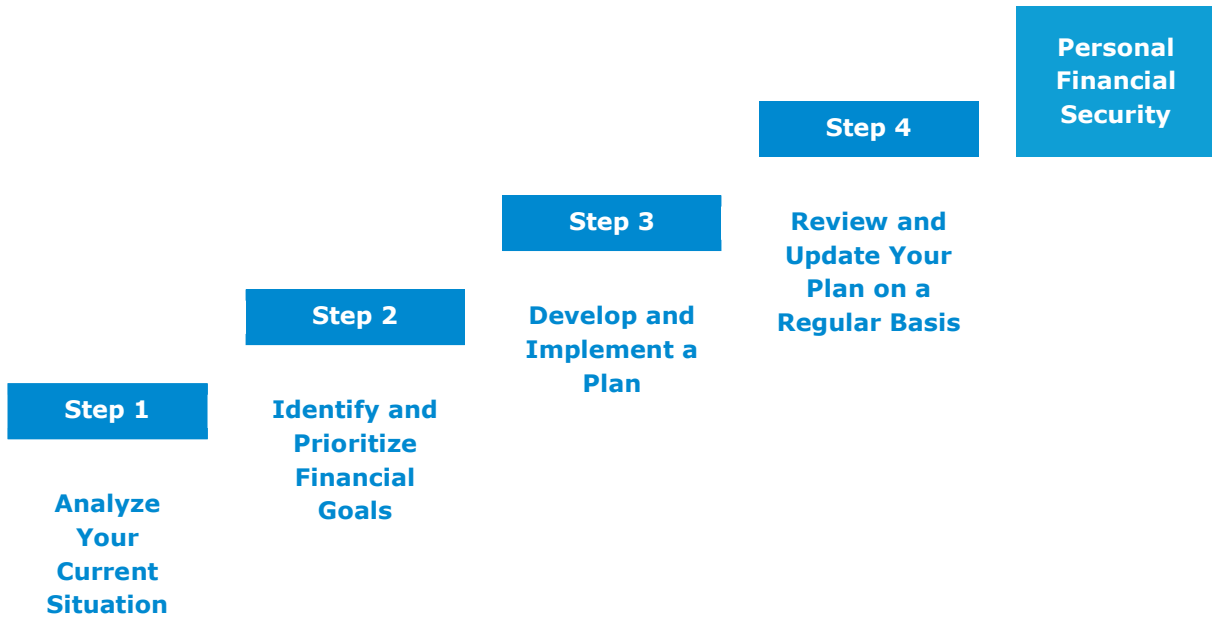 Step 1
Analyze
Your
Current
Situation
Step 2
Identify and
Prioritize
Financial
Goals
Step 3
Develop and
Implement a
Plan
Step 4
Review and
Update Your
Plan on a
Regular Basis
Personal
Financial
Security